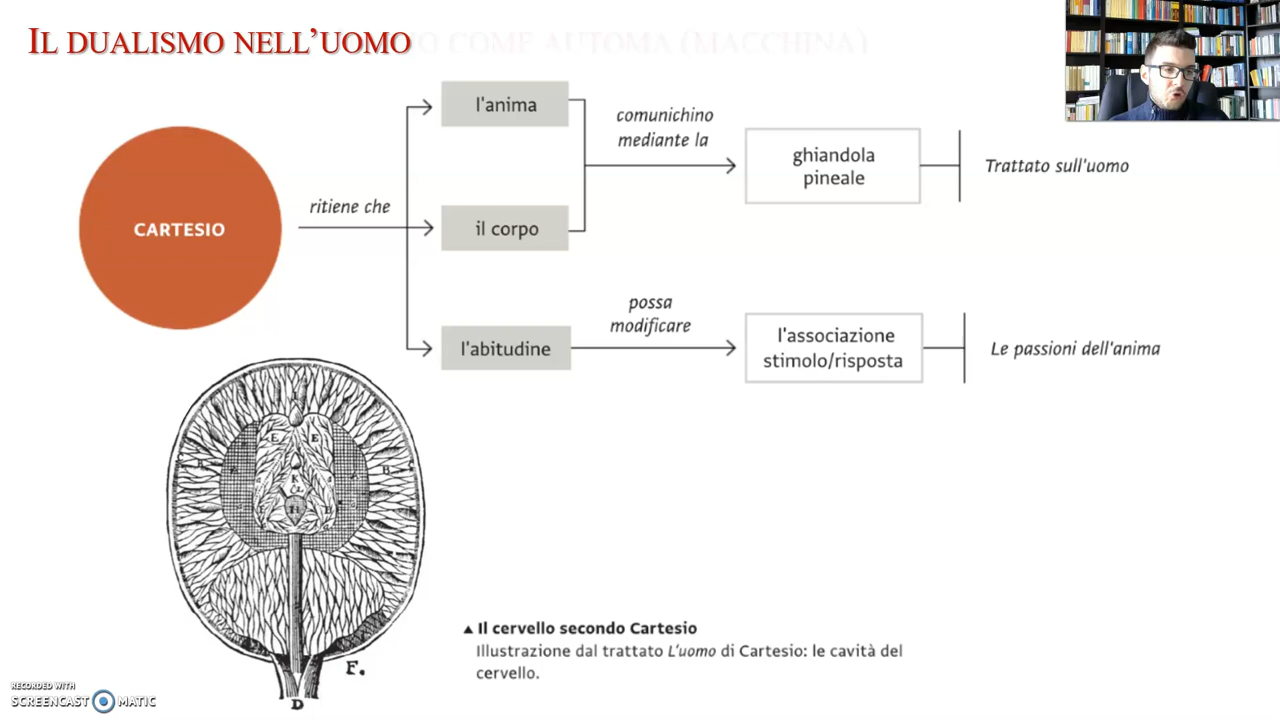 IL DUALISMO NELL'UOMO
COME AUTOMA (MACCHINA)
l'anima
comunichino
mediante la
ghiandola
pineale
Trattato sull'uomo
CARTESIO
ritiene che
il corpo
possa
modificare
l'abitudine
l'associazione
stimolo/risposta
Le passioni dell'anima
▲ Il cervello secondo Cartesio
Illustrazione dal trattato L'uomo di Cartesio: le cavità del
cervello.
F.
D
RECORDED WITH
SCREENCAST MATIC